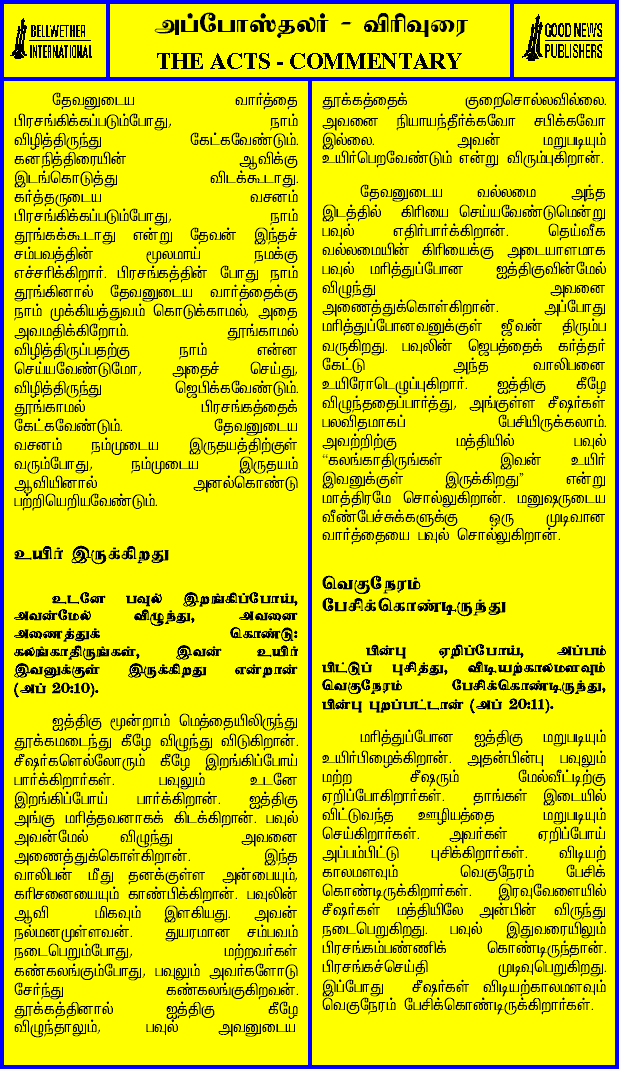 BELLWETHER
INTERNATIONAL
அப்போஸ்தலர் - விரிவுரை
THE ACTS - COMMENTARY
GOOD NEWS
PUBLISHERS
தேவனுடைய வார்த்தை
பிரசங்கிக்கப்படும்போது, நாம்
விழித்திருந்து கேட்கவேண்டும்.
கனநித்திரையின் ஆவிக்கு
இடங்கொடுத்து விடக்கூடாது.
கர்த்தருடைய வசனம்
பிரசங்கிக்கப்படும்போது, நாம்
தூங்கக்கூடாது என்று தேவன் இந்தச்
சம்பவத்தின் மூலமாய் நமக்கு
எச்சரிக்கிறார். பிரசங்கத்தின் போது நாம்
தூங்கினால் தேவனுடைய வார்த்தைக்கு
நாம் முக்கியத்துவம் கொடுக்காமல், அதை
அவமதிக்கிறோம். தூங்காமல்
விழித்திருப்பதற்கு நாம் என்ன
செய்யவேண்டுமோ, அதைச் செய்து,
விழித்திருந்து ஜெபிக்கவேண்டும்.
தூங்காமல் பிரசங்கத்தைக்
கேட்கவேண்டும். தேவனுடைய
வசனம் நம்முடைய இருதயத்திற்குள்
வரும்போது, நம்முடைய இருதயம்
ஆவியினால் அனல்கொண்டு
பற்றியெறியவேண்டும்.
உயிர் இருக்கிறது
உடனே பவுல் இறங்கிப்போய்,
அவன்மேல் விழுந்து, அவனை
அணைத்துக் கொண்டு:
கலங்காதிருங்கள், இவன் உயிர்
இவனுக்குள் இருக்கிறது என்றான்
(அப் 20:10).
ஐத்திகு மூன்றாம் மெத்தையிலிருந்து
தூக்கமடைந்து கீழே விழுந்து விடுகிறான்.
சீஷர்களெல்லோரும் கீழே இறங்கிப்போய்
பார்க்கிறார்கள். பவுலும் உடனே
இறங்கிப்போய் பார்க்கிறான். ஐத்திகு
அங்கு மரித்தவனாகக் கிடக்கிறான். பவுல்
அவன்மேல் விழுந்து அவனை
அணைத்துக்கொள்கிறான். இந்த
வாலிபன் மீது தனக்குள்ள அன்பையும்,
கரிசனையையும் காண்பிக்கிறான். பவுலின்
ஆவி மிகவும் இளகியது. அவன்
நல்மனமுள்ளவன். துயரமான சம்பவம்
நடைபெறும்போது, மற்றவர்கள்
கண்கலங்கும்போது, பவுலும் அவர்களோடு
சேர்ந்து கண்கலங்குகிறவன்.
தூக்கத்தினால் ஐத்திகு கீழே
விழுந்தாலும், பவுல் அவனுடைய
தூக்கத்தைக் குறைசொல்லவில்லை.
அவனை நியாயந்தீர்க்கவோ சபிக்கவோ
இல்லை. அவன் மறுபடியும்
உயிர்பெறவேண்டும் என்று விரும்புகிறான்.
தேவனுடைய வல்லமை அந்த
இடத்தில் கிரியை செய்யவேண்டுமென்று
பவுல் எதிர்பார்க்கிறான். தெய்வீக
வல்லமையின் கிரியைக்கு அடையாளமாக
பவுல் மரித்துப்போன ஐத்திகுவின்மேல்
விழுந்து அவனை
அணைத்துக்கொள்கிறான். அப்போது
மரித்துப்போனவனுக்குள் ஜீவன் திரும்ப
வருகிறது. பவுலின் ஜெபத்தைக் கர்த்தர்
கேட்டு அந்த வாலிபனை
உயிரோடெழுப்புகிறார். ஐத்திகு கீழே
விழுந்ததைப்பார்த்து, அங்குள்ள சீஷர்கள்
பலவிதமாகப் பேசியிருக்கலாம்.
அவற்றிற்கு மத்தியில் பவுல்
“கலங்காதிருங்கள் இவன் உயிர்
இவனுக்குள் இருக்கிறது” என்று
மாத்திரமே சொல்லுகிறான். மனுஷருடைய
வீண்பேச்சுக்களுக்கு ஒரு முடிவான
வார்த்தையை பவுல் சொல்லுகிறான்.
வெகுநேரம்
பேசிக்கொண்டிருந்து
பின்பு ஏறிப்போய், அப்பம்
பிட்டுப் புசித்து, விடியற்காலமளவும்
வெகுநேரம் பேசிக்கொண்டிருந்து,
பின்பு புறப்பட்டான் (அப் 20:11).
மரித்துப்போன ஐத்திகு மறுபடியும்
உயிர்பிழைக்கிறான். அதன்பின்பு பவுலும்
மற்ற சீஷரும் மேல்வீட்டிற்கு
ஏறிப்போகிறார்கள். தாங்கள் இடையில்
விட்டுவந்த ஊழியத்தை மறுபடியும்
செய்கிறார்கள். அவர்கள் ஏறிப்போய்
அப்பம்பிட்டு புசிக்கிறார்கள். விடியற்
காலமளவும் வெகுநேரம் பேசிக்
கொண்டிருக்கிறார்கள். இரவுவேளையில்
சீஷர்கள் மத்தியிலே அன்பின் விருந்து
நடைபெறுகிறது. பவுல் இதுவரையிலும்
பிரசங்கம்பண்ணிக் கொண்டிருந்தான்.
பிரசங்கச்செய்தி முடிவுபெறுகிறது.
இப்போது சீஷர்கள் விடியற்காலமளவும்
வெகுநேரம் பேசிக்கொண்டிருக்கிறார்கள்.